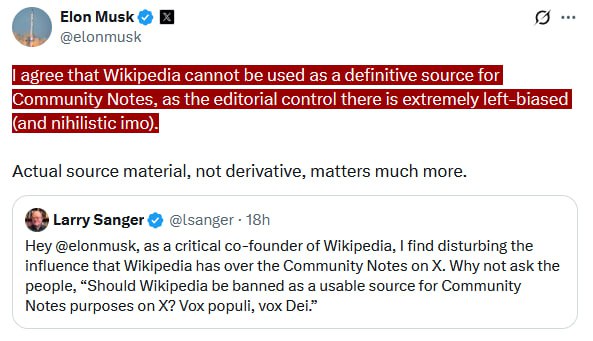 Elon Musk
@elonmusk
I agree that Wikipedia cannot be used as a definitive source for
Community Notes, as the editorial control there is extremely left-biased
(and nihilistic imo).
Actual source material, not derivative, matters much more.
Larry Sanger @lsanger · 18h
Hey @elonmusk, as a critical co-founder of Wikipedia, I find disturbing the
influence that Wikipedia has over the Community Notes on X. Why not ask the
people, “Should Wikipedia be banned as a usable source for Community
Notes purposes on X? Vox populi, vox Dei.”